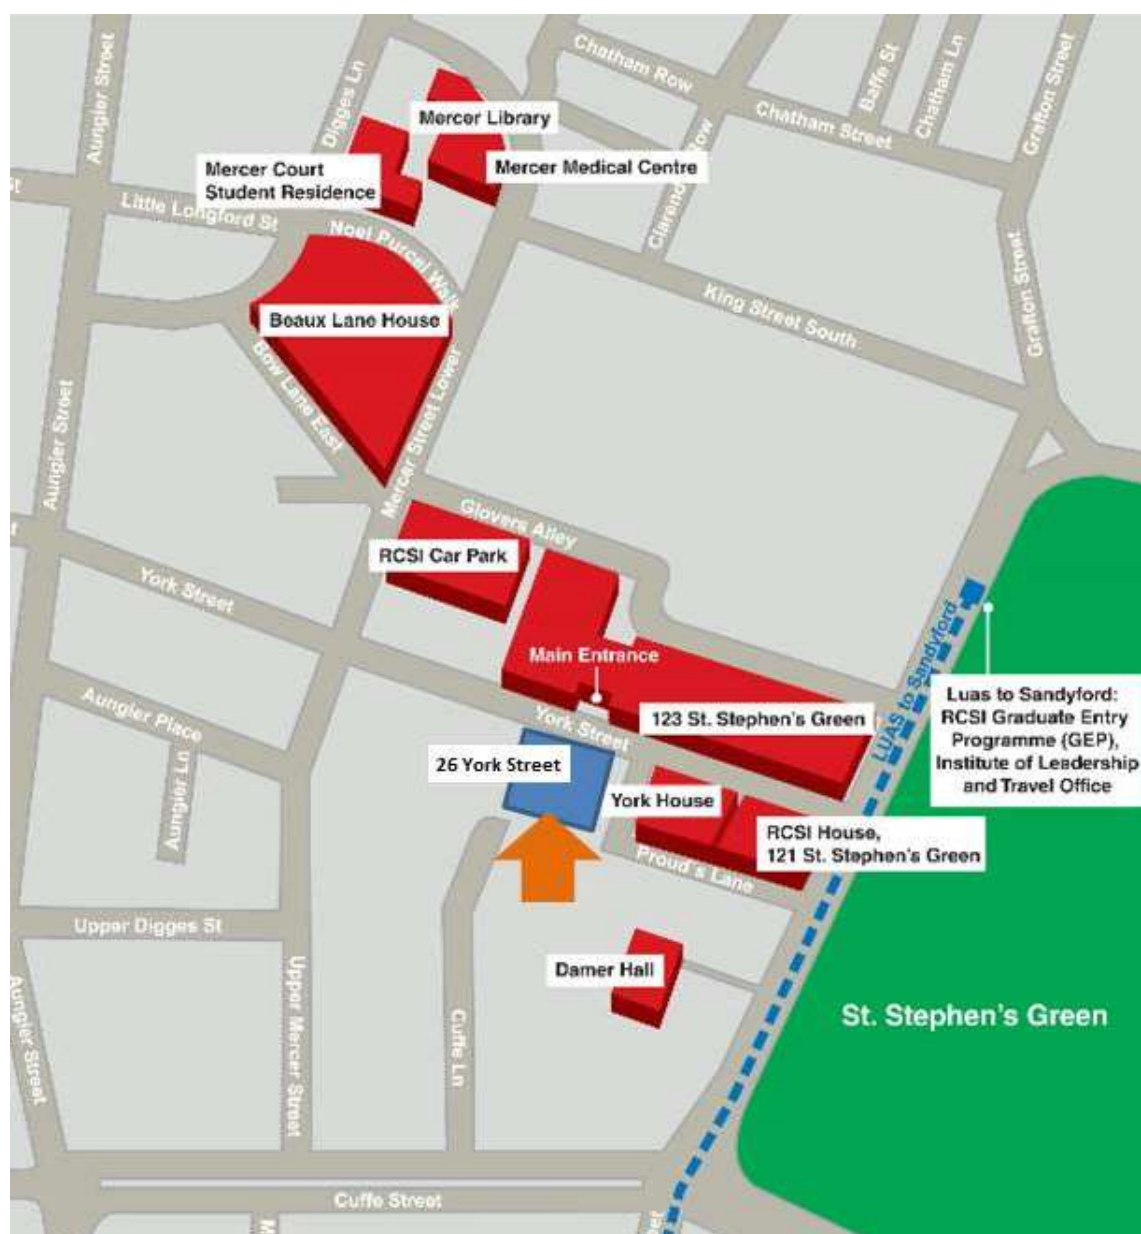 Aungier Street
Digges Ln
Chatham Row
Baffe St
Chatham Ln
Grafton Street
Mercer Library
Chatham Street
Mercer Medical Centre
Mercer Court
Student Residence
St
Little Longford St
Noel Purcel Walk
King Street South
Grafton Street
Beaux Lane House
Bow Lane East
Mercer Street Lower
Aungier Street
Glovers Alley
RCSI Car Park
York Street
Main Entrance
LUAS to Sandyford
Luas to Sandyford:
RCSI Graduate Entry
Programme (GEP),
Institute of Leadership
and Travel Office
Aungier Place
York Street
123 St. Stephen's Green
26 York Street
York House
Aungier Ln
RCSI House,
121 St. Stephen's Green
Proud's Lane
Upper Digges St
Damer Hall
St. Stephen's Green
Aungier Street
Upper Mercer Street
Cuffe Ln
Cuffe Street
M